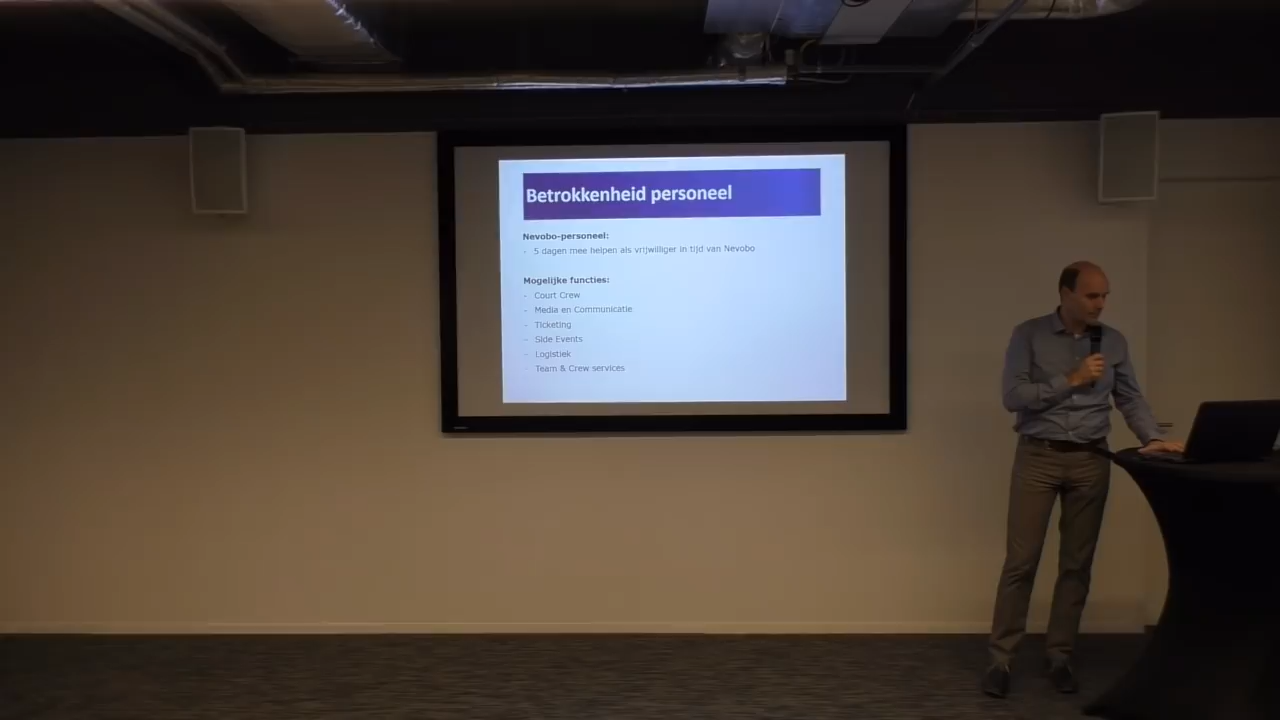 Betrokkenheid personeel
Nevobo-personeel:
- 5 dagen mee helpen als vrijwilliger in tijd van Nevobo
Mogelijke functies:
- Court Crew
- Media en Communicatie
- Ticketing
- Side Events
- Logistiek
- Team & Crew services